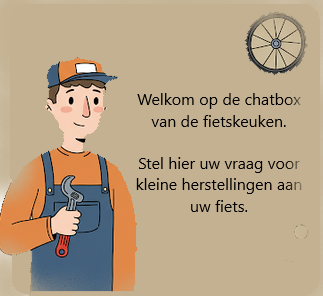 Welkom op de chatbox
van de fietskeuken.
Stel hier uw vraag voor
kleine herstellingen aan
uw fiets.